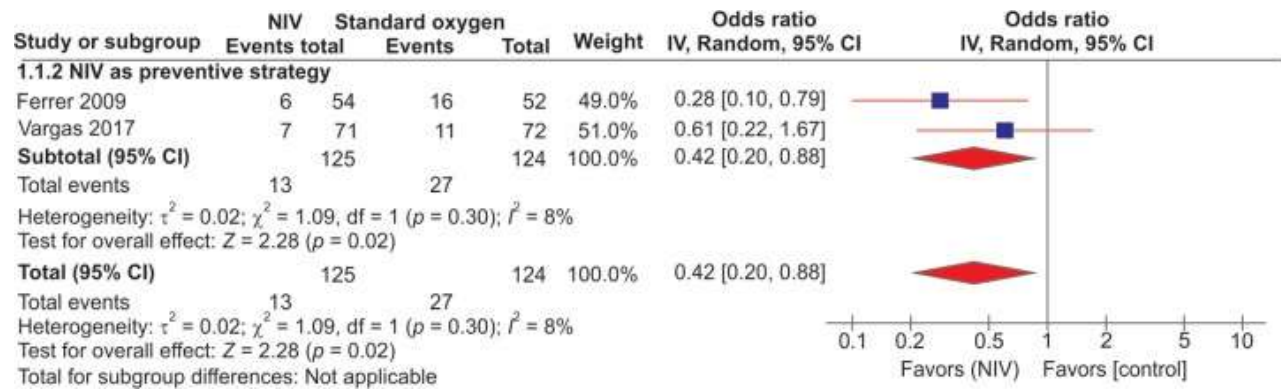 NIV Standard oxygen Odds ratio Odds ratio
Study or subgroup Events total Events Total Weight IV, Random, 95% CI IV, Random, 95% CI
1.1.2 NIV as preventive strategy
Ferrer 2009 6 54 16 52 49.0% 0.28 [0.10, 0.79]
Vargas 2017 7 71 11 72 51.0% 0.61 [0.22, 1.67]
Subtotal (95% CI) 125 124 100.0% 0.42 [0.20, 0.88]
Total events 13 27
Heterogeneity: τ² = 0.02; χ² = 1.09, df = 1 (p = 0.30); I² = 8%
Test for overall effect: Z = 2.28 (p = 0.02)
Total (95% CI) 125 124 100.0% 0.42 [0.20, 0.88]
Total events 13 27
Heterogeneity: τ² = 0.02; χ² = 1.09, df = 1 (p = 0.30); I² = 8%
Test for overall effect: Z = 2.28 (p = 0.02)
Total for subgroup differences: Not applicable
0.1 0.2 0.5 1 2 5 10
Favors (NIV) Favors [control]